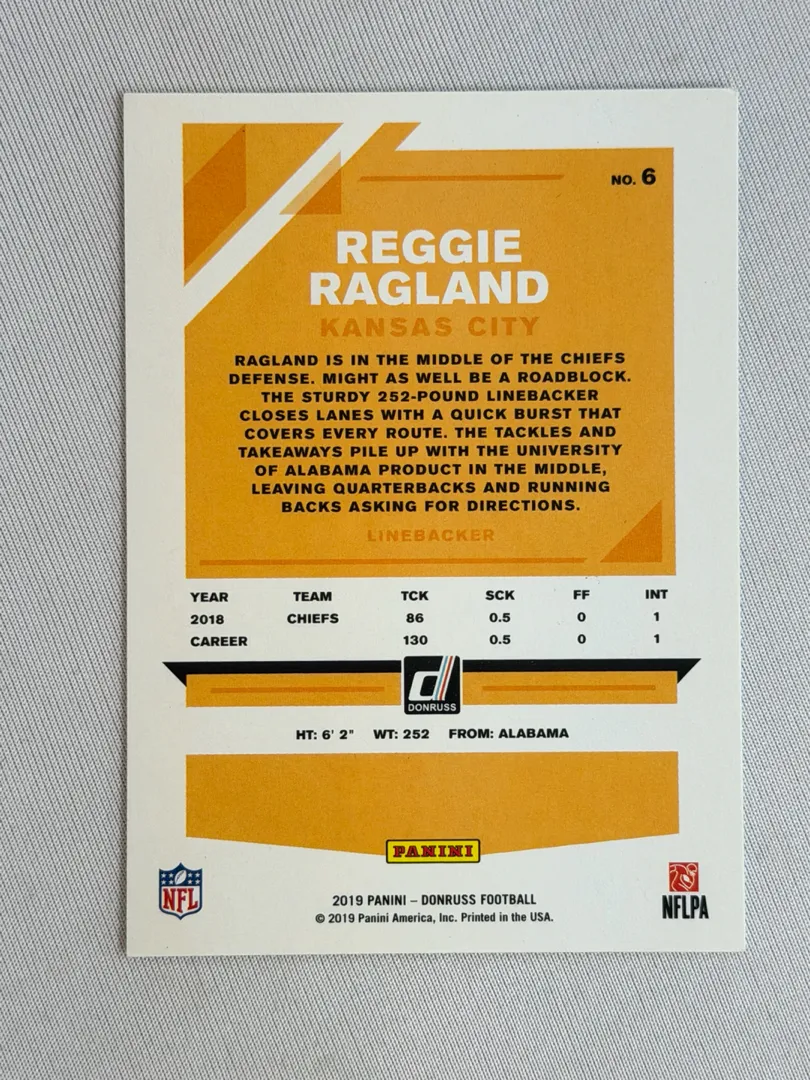 NO. 6
REGGIE
RAGLAND
KANSAS CITY
RAGLAND IS IN THE MIDDLE OF THE CHIEFS
DEFENSE. MIGHT AS WELL BE A ROADBLOCK.
THE STURDY 252-POUND LINEBACKER
CLOSES LANES WITH A QUICK BURST THAT
COVERS EVERY ROUTE. THE TACKLES AND
TAKEAWAYS PILE UP WITH THE UNIVERSITY
OF ALABAMA PRODUCT IN THE MIDDLE,
LEAVING QUARTERBACKS AND RUNNING
BACKS ASKING FOR DIRECTIONS.
LINEBACKER
YEAR TEAM TCK SCK FF INT
2018 CHIEFS 86 0.5 0 1
CAREER 130 0.5 0 1
d
DONRUSS
HT: 6' 2" WT: 252 FROM: ALABAMA
PANINI
NFL
NFLPA
2019 PANINI – DONRUSS FOOTBALL
© 2019 Panini America, Inc. Printed in the USA.